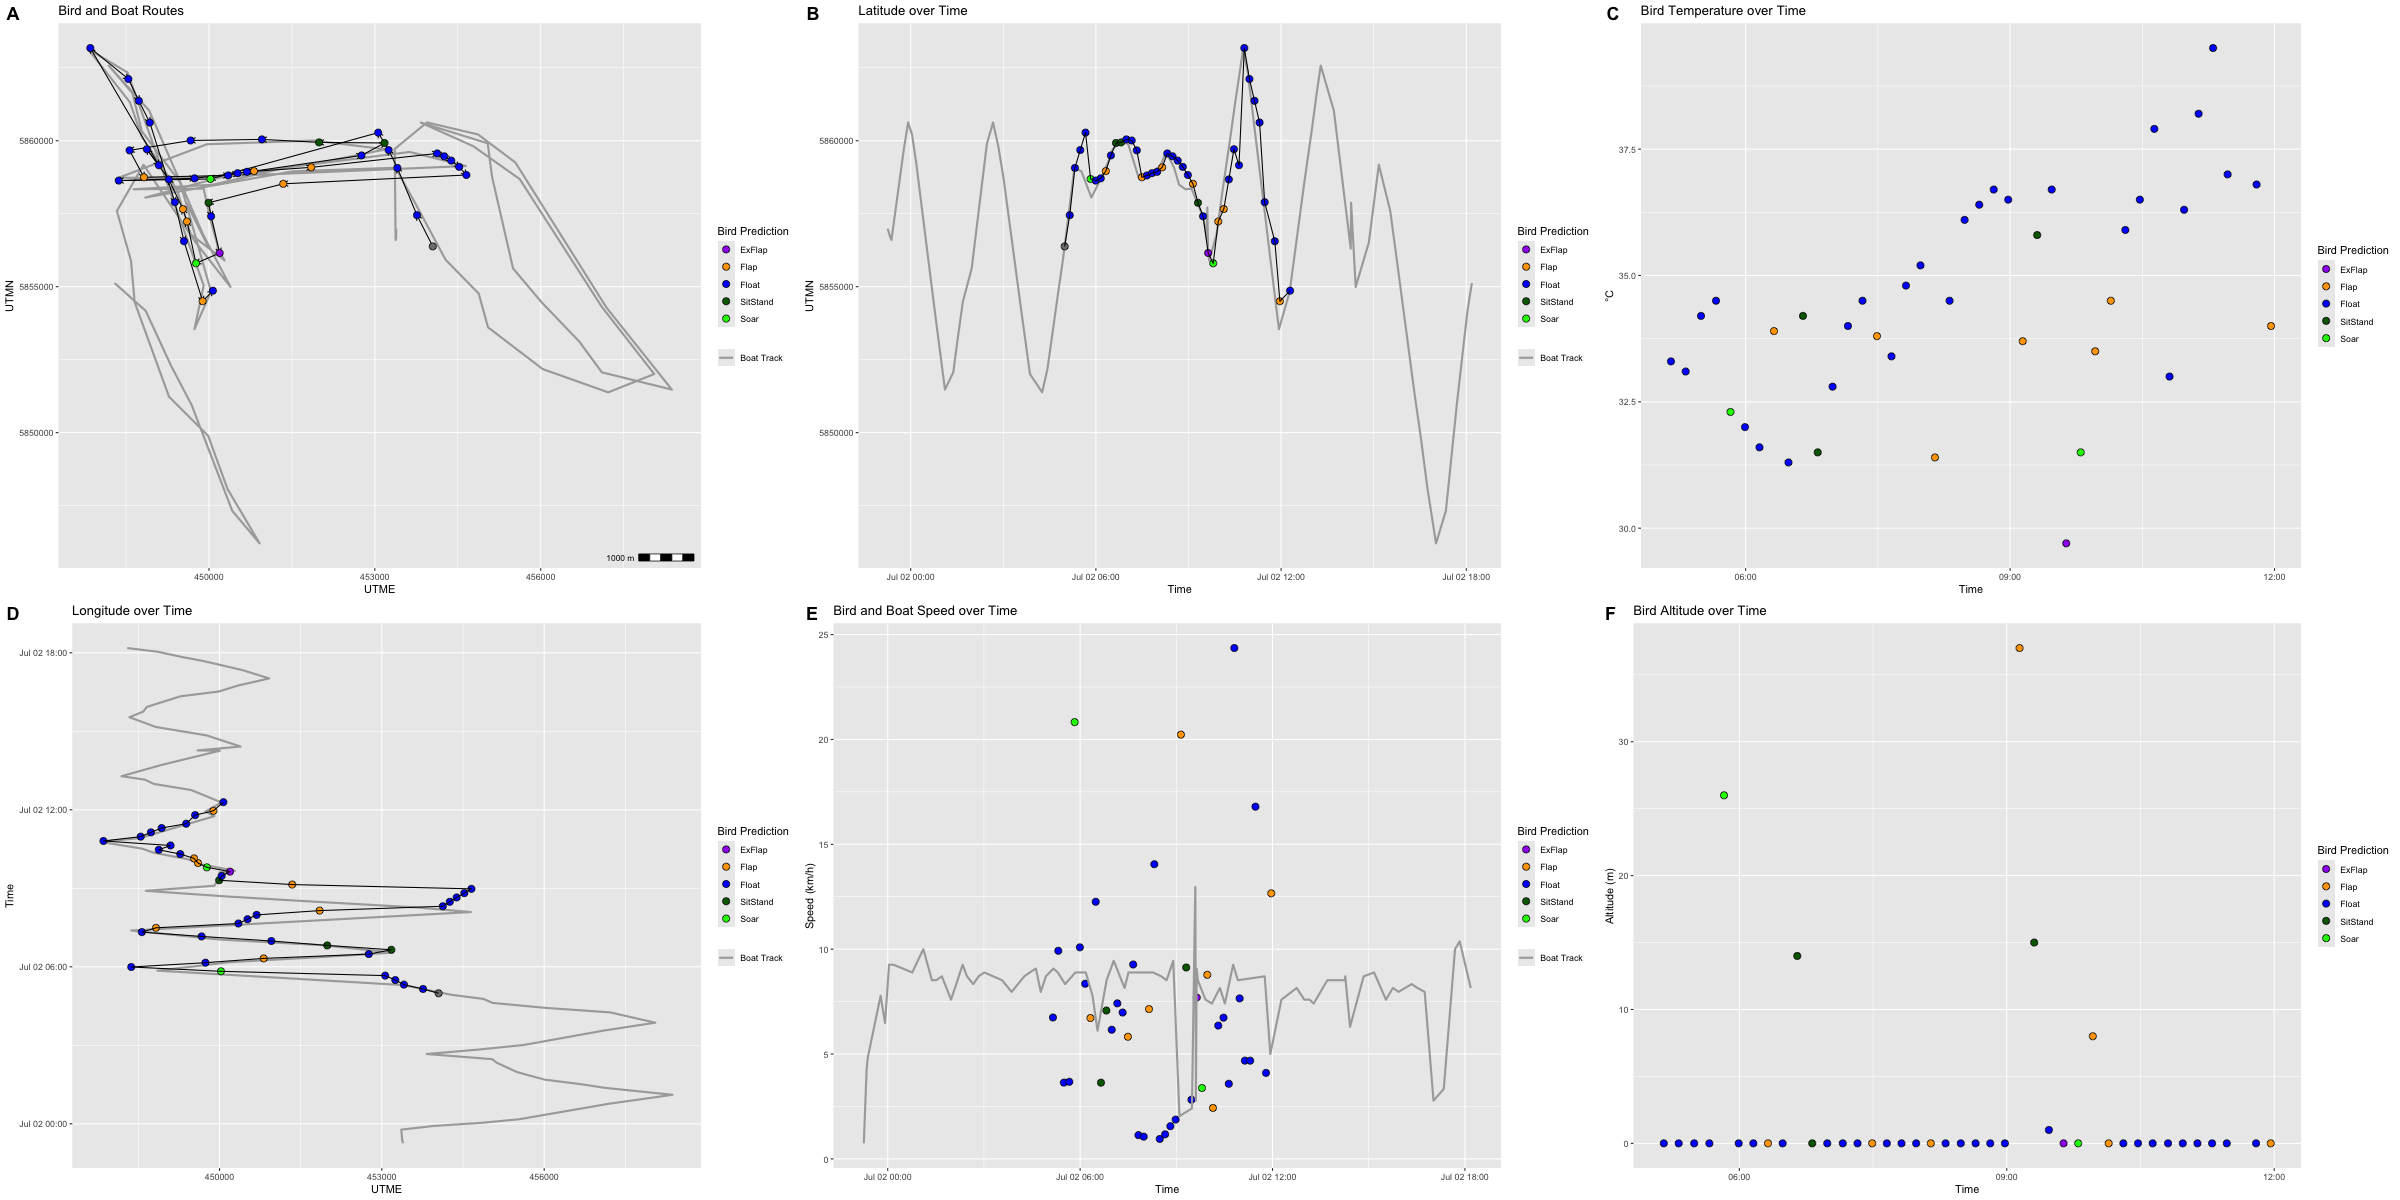 A Bird and Boat Routes
5860000
5855000
5850000
UTMN
450000
453000
456000
UTME
1000 m
Bird Prediction
ExFlap
Flap
Float
SitStand
Soar
Boat Track
B Latitude over Time
5860000
5855000
5850000
UTMN
Jul 02 00:00
Jul 02 06:00
Jul 02 12:00
Jul 02 18:00
Time
Bird Prediction
ExFlap
Flap
Float
SitStand
Soar
Boat Track
C Bird Temperature over Time
37.5
35.0
32.5
30.0
°C
06:00
09:00
12:00
Time
Bird Prediction
ExFlap
Flap
Float
SitStand
Soar
D Longitude over Time
Jul 02 18:00
Jul 02 12:00
Jul 02 06:00
Jul 02 00:00
Time
450000
453000
456000
UTME
Bird Prediction
ExFlap
Flap
Float
SitStand
Soar
Boat Track
E Bird and Boat Speed over Time
25
20
15
10
5
0
Speed (km/h)
Jul 02 00:00
Jul 02 06:00
Jul 02 12:00
Jul 02 18:00
Time
Bird Prediction
ExFlap
Flap
Float
SitStand
Soar
Boat Track
F Bird Altitude over Time
30
20
10
0
Altitude (m)
06:00
09:00
12:00
Time
Bird Prediction
ExFlap
Flap
Float
SitStand
Soar